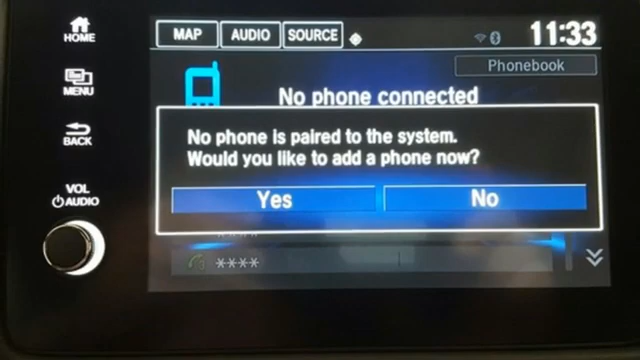 HOME
MENU
BACK
VOL
AUDIO
MAP
AUDIO
SOURCE
11:33
Phonebook
No phone connected
No phone is paired to the system.
Would you like to add a phone now?
Yes
No
****
****